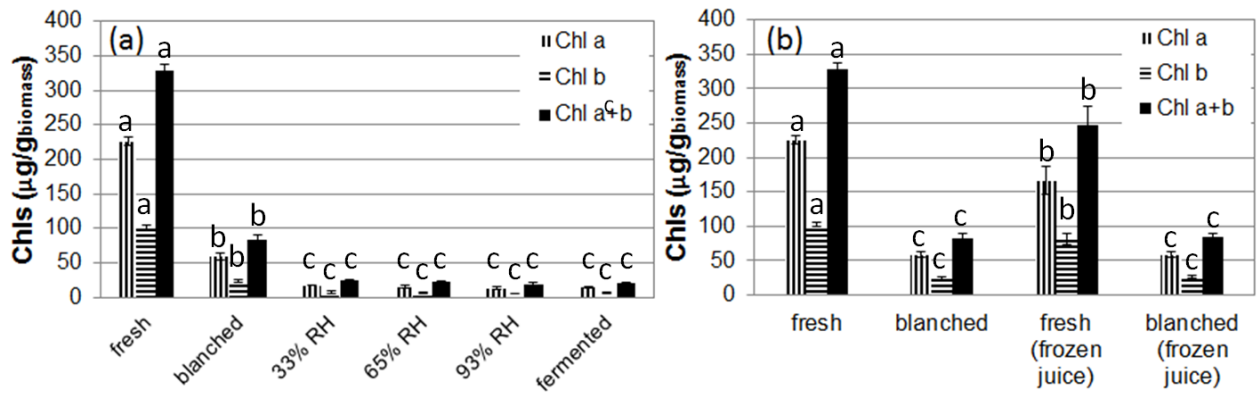 (a)
Chls (µg/gbiomass)
400
350
300
250
200
150
100
50
0
Chl a
Chl b
Chl a+b
c
a
a
a
b
b
b
c
c
c
c
c
c
c
c
c
c
c
c
fresh
blanched
33% RH
65% RH
93% RH
fermented
(b)
Chls (µg/gbiomass)
400
350
300
250
200
150
100
50
0
Chl a
Chl b
Chl a+b
a
a
a
c
c
c
b
b
b
c
c
c
fresh
blanched
fresh
(frozen
juice)
blanched
(frozen
juice)